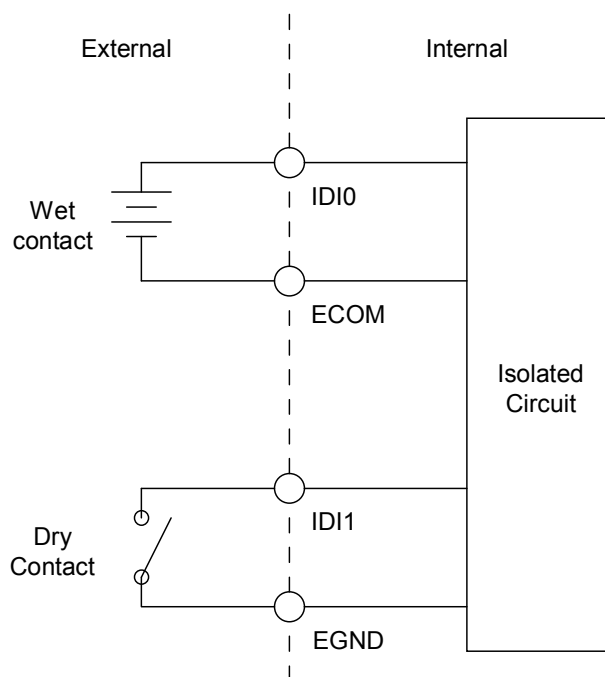 External
Internal
IDI0
Wet
contact
ECOM
Isolated
Circuit
IDI1
Dry
Contact
EGND